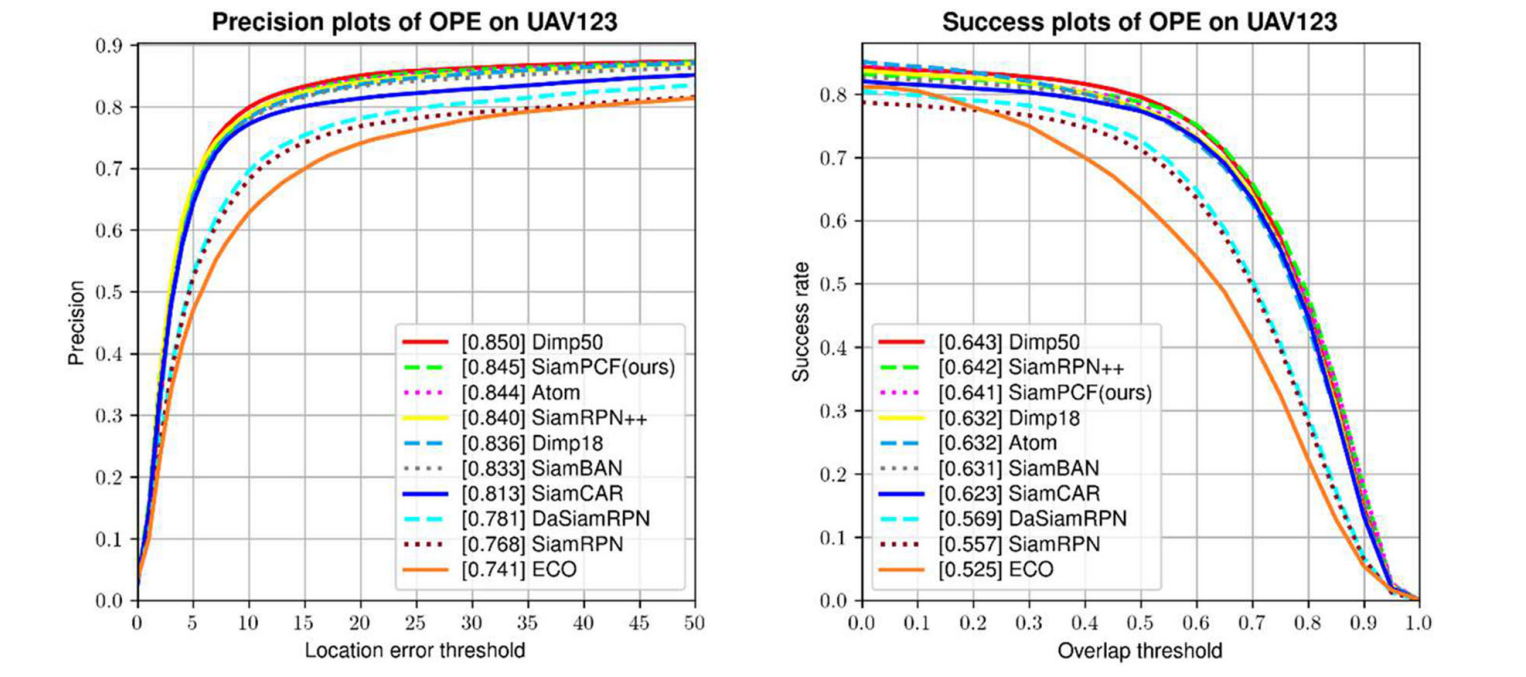 Precision plots of OPE on UAV123
0.9
0.8
0.7
0.6
0.5
0.4
0.3
0.2
0.1
0.0
Precision
[0.850] Dimp50
[0.845] SiamPCF(ours)
[0.844] Atom
[0.840] SiamRPN++
[0.836] Dimp18
[0.833] SiamBAN
[0.813] SiamCAR
[0.781] DaSiamRPN
[0.768] SiamRPN
[0.741] ECO
0 5 10 15 20 25 30 35 40 45 50
Location error threshold
Success plots of OPE on UAV123
0.8
0.7
0.6
0.5
0.4
0.3
0.2
0.1
0.0
Success rate
[0.643] Dimp50
[0.642] SiamRPN++
[0.641] SiamPCF(ours)
[0.632] Dimp18
[0.632] Atom
[0.631] SiamBAN
[0.623] SiamCAR
[0.569] DaSiamRPN
[0.557] SiamRPN
[0.525] ECO
0.0 0.1 0.2 0.3 0.4 0.5 0.6 0.7 0.8 0.9 1.0
Overlap threshold